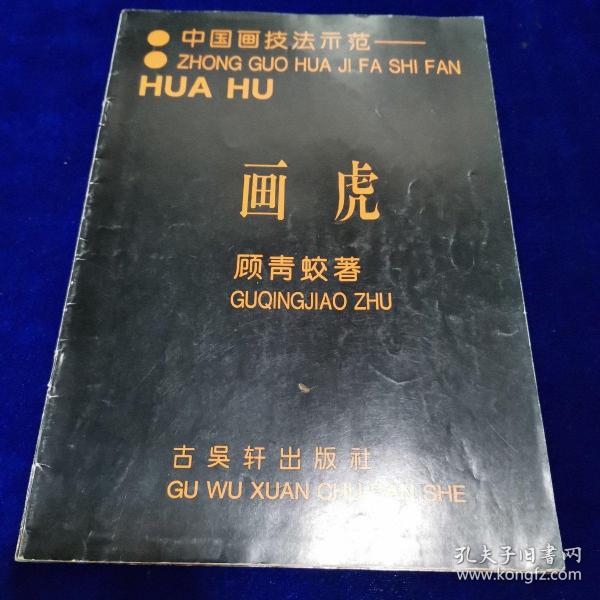 中国画技法示范——
ZHONG GUO HUA JI FA SHI FAN
HUA HU
画虎
顾青蛟著
GUQINGJIAO ZHU
古吳轩出版社
GU WU XUAN CHU BAN SHE
孔夫子旧书网
www.kongfz.com